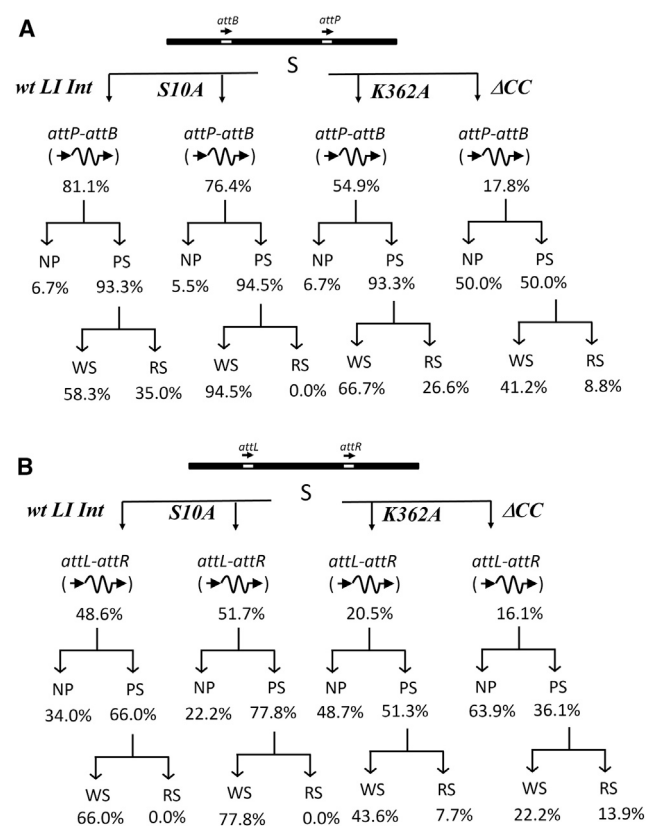 A
attB attP
S
wt LI Int S10A K362A ΔCC
attP-attB attP-attB attP-attB attP-attB
( ) ( ) ( ) ( )
81.1% 76.4% 54.9% 17.8%
NP PS NP PS NP PS NP PS
6.7% 93.3% 5.5% 94.5% 6.7% 93.3% 50.0% 50.0%
WS RS WS RS WS RS WS RS
58.3% 35.0% 94.5% 0.0% 66.7% 26.6% 41.2% 8.8%
B
attL attR
S
wt LI Int S10A K362A ΔCC
attL-attR attL-attR attL-attR attL-attR
( ) ( ) ( ) ( )
48.6% 51.7% 20.5% 16.1%
NP PS NP PS NP PS NP PS
34.0% 66.0% 22.2% 77.8% 48.7% 51.3% 63.9% 36.1%
WS RS WS RS WS RS WS RS
66.0% 0.0% 77.8% 0.0% 43.6% 7.7% 22.2% 13.9%